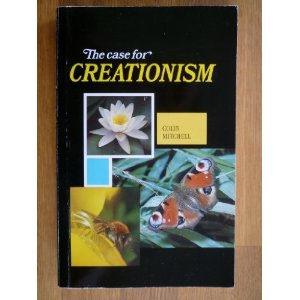 The case for
CREATIONISM
COLIN
MITCHELL